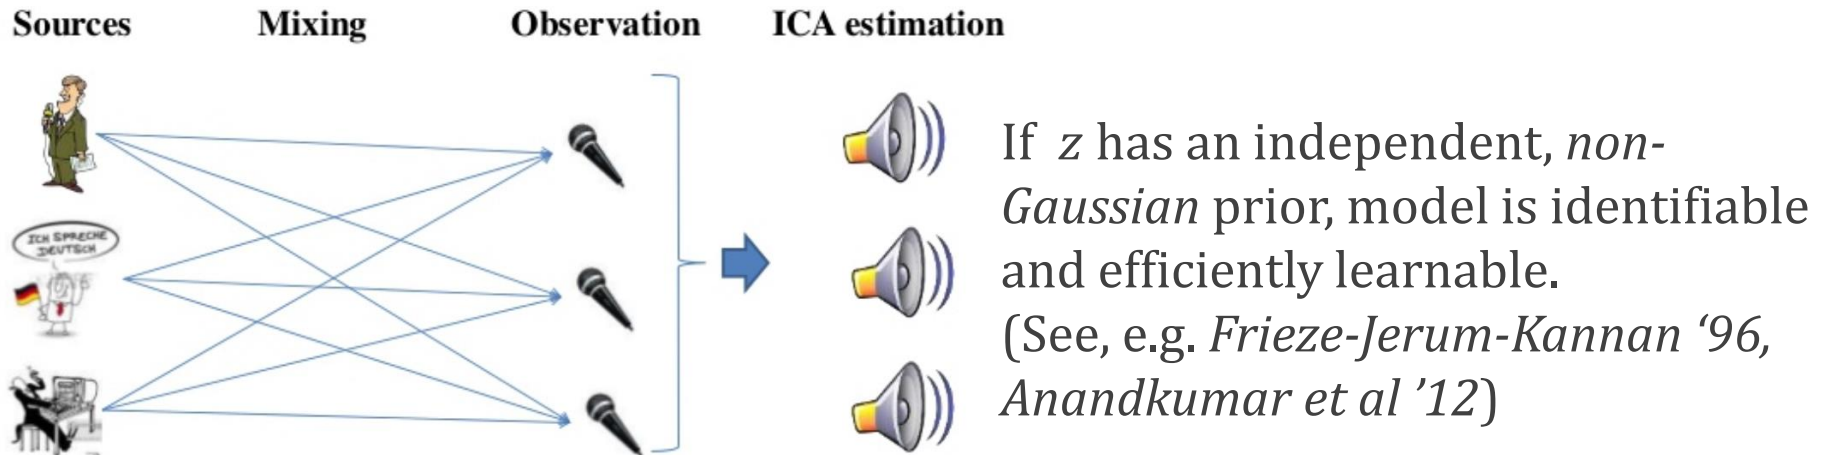 Sources Mixing Observation ICA estimation
ICH SPRECHE
DEUTSCH
If z has an independent, non-
Gaussian prior, model is identifiable
and efficiently learnable.
(See, e.g. Frieze-Jerum-Kannan ‘96,
Anandkumar et al ’12)